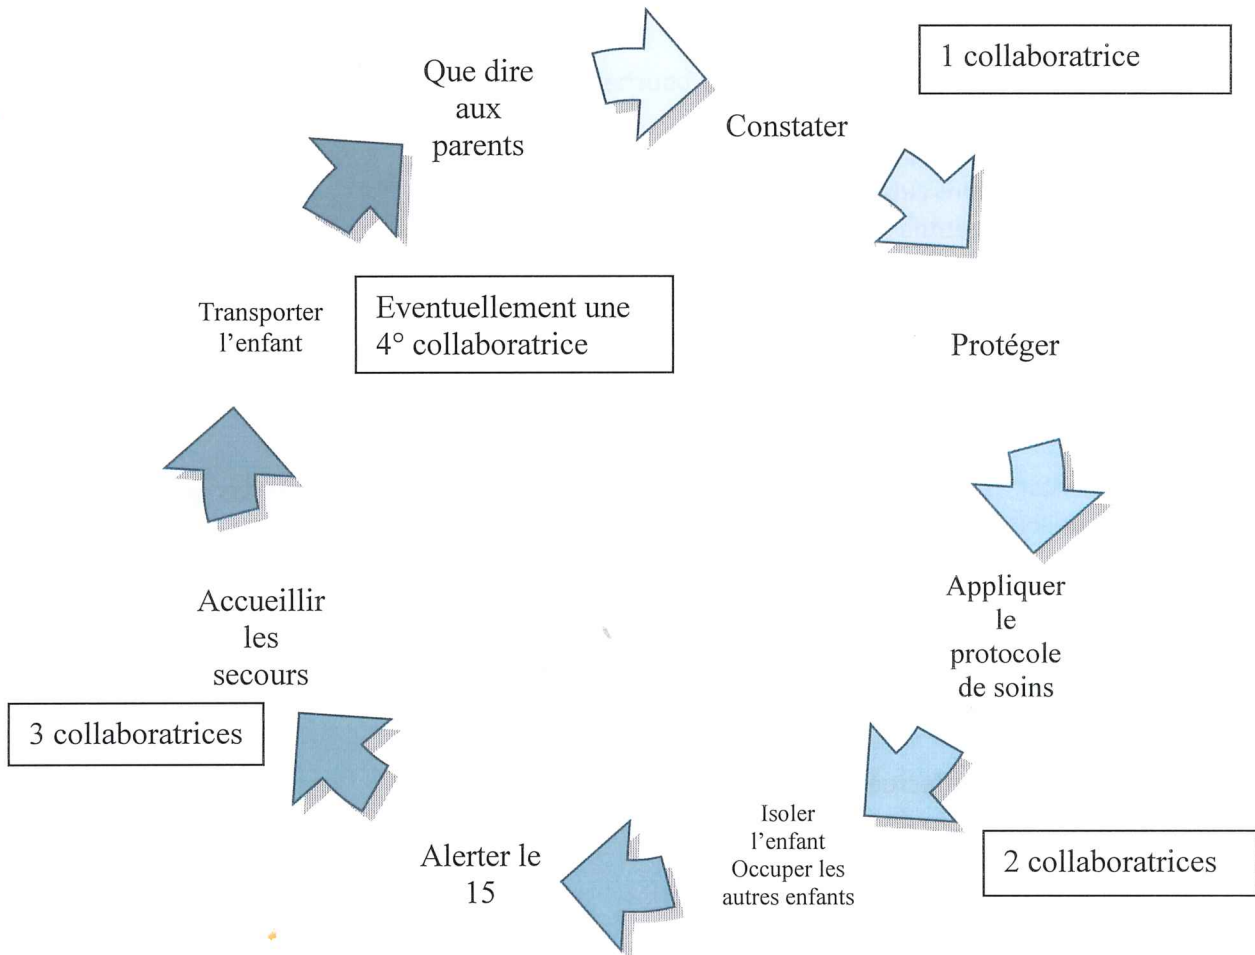 Que dire
aux
parents
Constater
1 collaboratrice
Protéger
Appliquer
le
protocole
de soins
2 collaboratrices
Isoler
l'enfant
Occuper les
autres enfants
Alerter le
15
3 collaboratrices
Accueillir
les
secours
Transporter
l'enfant
Eventuellement une
4° collaboratrice